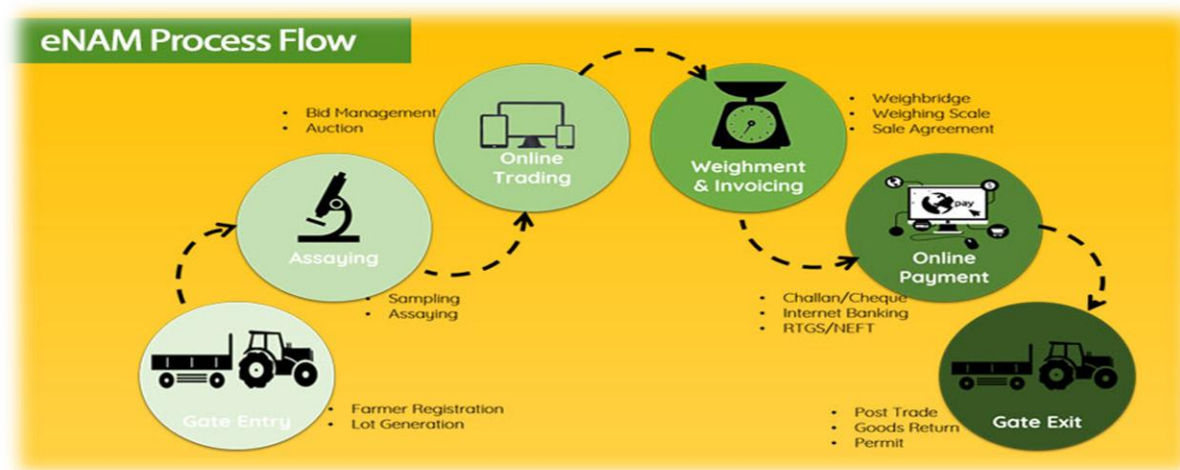 eNAM Process Flow
• Bid Management
• Auction
Online
Trading
Weighment
& Invoicing
• Weighbridge
• Weighing Scale
• Sale Agreement
Assaying
• Sampling
• Assaying
pay
Online
Payment
• Challan/Cheque
• Internet Banking
• RTGS/NEFT
Gate Entry
• Farmer Registration
• Lot Generation
• Post Trade
• Goods Return
• Permit
Gate Exit